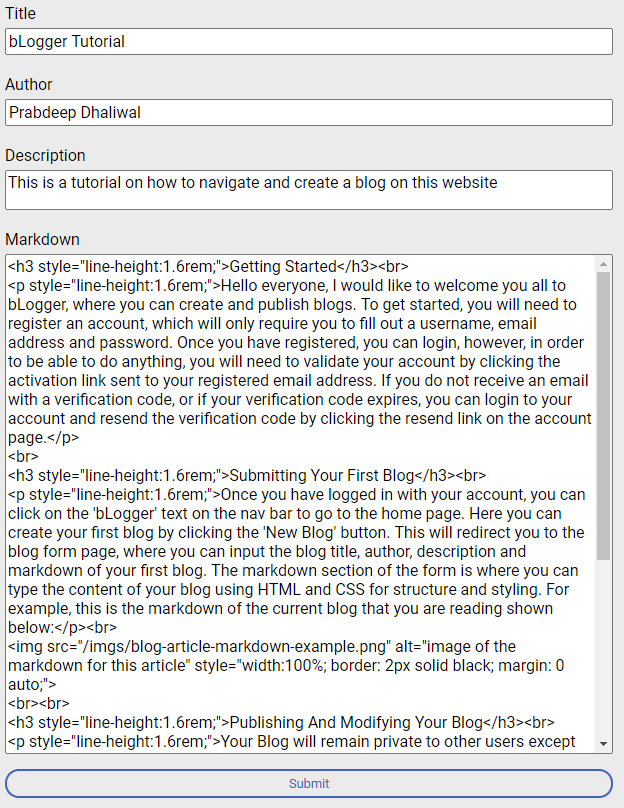 Title
bLogger Tutorial
Author
Prabdeep Dhaliwal
Description
This is a tutorial on how to navigate and create a blog on this website
Markdown
<h3 style="line-height:1.6rem;">Getting Started</h3><br>
<p style="line-height:1.6rem;">Hello everyone, I would like to welcome you all to
bLogger, where you can create and publish blogs. To get started, you will need to
register an account, which will only require you to fill out a username, email
address and password. Once you have registered, you can login, however, in order
to be able to do anything, you will need to validate your account by clicking the
activation link sent to your registered email address. If you do not receive an email
with a verification code, or if your verification code expires, you can login to your
account and resend the verification code by clicking the resend link on the account
page.</p>
<br>
<h3 style="line-height:1.6rem;">Submitting Your First Blog</h3><br>
<p style="line-height:1.6rem;">Once you have logged in with your account, you can
click on the 'bLogger' text on the nav bar to go to the home page. Here you can
create your first blog by clicking the 'New Blog' button. This will redirect you to the
blog form page, where you can input the blog title, author, description and
markdown of your first blog. The markdown section of the form is where you can
type the content of your blog using HTML and CSS for structure and styling. For
example, this is the markdown of the current blog that you are reading shown
below:</p><br>
<img src="/imgs/blog-article-markdown-example.png" alt="image of the
markdown for this article" style="width:100%; border: 2px solid black; margin: 0
auto;">
<br><br>
<h3 style="line-height:1.6rem;">Publishing And Modifying Your Blog</h3><br>
<p style="line-height:1.6rem;">Your Blog will remain private to other users except
Submit